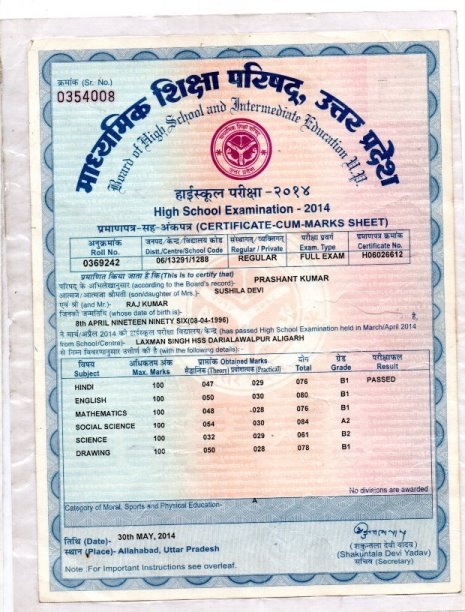 क्रमांक (Sr. No.)
0354008
माध्यमिक शिक्षा परिषद, उत्तर प्रदेश
Board of High School and Intermediate Education U.P.
हाईस्कूल परीक्षा - २०१४
High School Examination - 2014
प्रमाणपत्र-सह-अंकपत्र (CERTIFICATE-CUM-MARKS SHEET)
अनुक्रमांक जनपद/केन्द्र/विद्यालय कोड संस्थागत/व्यक्तिगत परीक्षा प्रवर्ग प्रमाणपत्र क्रमांक
Roll No. Distt./Centre/School Code Regular / Private Exam. Type Certificate No.
0369242 06/13291/1288 REGULAR FULL EXAM H06026612
प्रमाणित किया जाता है कि (This is to certify that) PRASHANT KUMAR
परिषद के अभिलेखानुसार (according to the Board's record)-
आत्मज/आत्मजा श्रीमती (son/daughter of Mrs.)- SUSHILA DEVI
एवं श्री (and Mr.)- RAJ KUMAR
जिनकी जन्मतिथि (whose date of birth is)-
8th APRIL NINETEEN NINETY SIX(08-04-1996) है,
ने मार्च/अप्रैल 2014 की हाईस्कूल परीक्षा विद्यालय/केन्द्र (has passed High School Examination held in March/April 2014
from School/Centre)- LAXMAN SINGH HSS DARIALAWALPUR ALIGARH
से निम्न विवरणानुसार उत्तीर्ण की है (with the following details) :-
विषय अधिकतम अंक प्राप्तांक Obtained Marks योग ग्रेड परीक्षाफल
Subject Max. Marks सैद्धांतिक (Theory) प्रयोगात्मक (Practical) Total Grade Result
HINDI 100 047 029 076 B1 PASSED
ENGLISH 100 050 030 080 B1
MATHEMATICS 100 048 028 076 B1
SOCIAL SCIENCE 100 054 030 084 A2
SCIENCE 100 032 029 061 B2
DRAWING 100 050 028 078 B1
No divisions are awarded
Category of Moral, Sports and Physical Education- A
तिथि (Date)- 30th MAY, 2014
स्थान (Place)- Allahabad, Uttar Pradesh
(शकुन्तला देवी यादव)
(Shakuntala Devi Yadav)
सचिव (Secretary)
Note :For Important Instructions see overleaf.